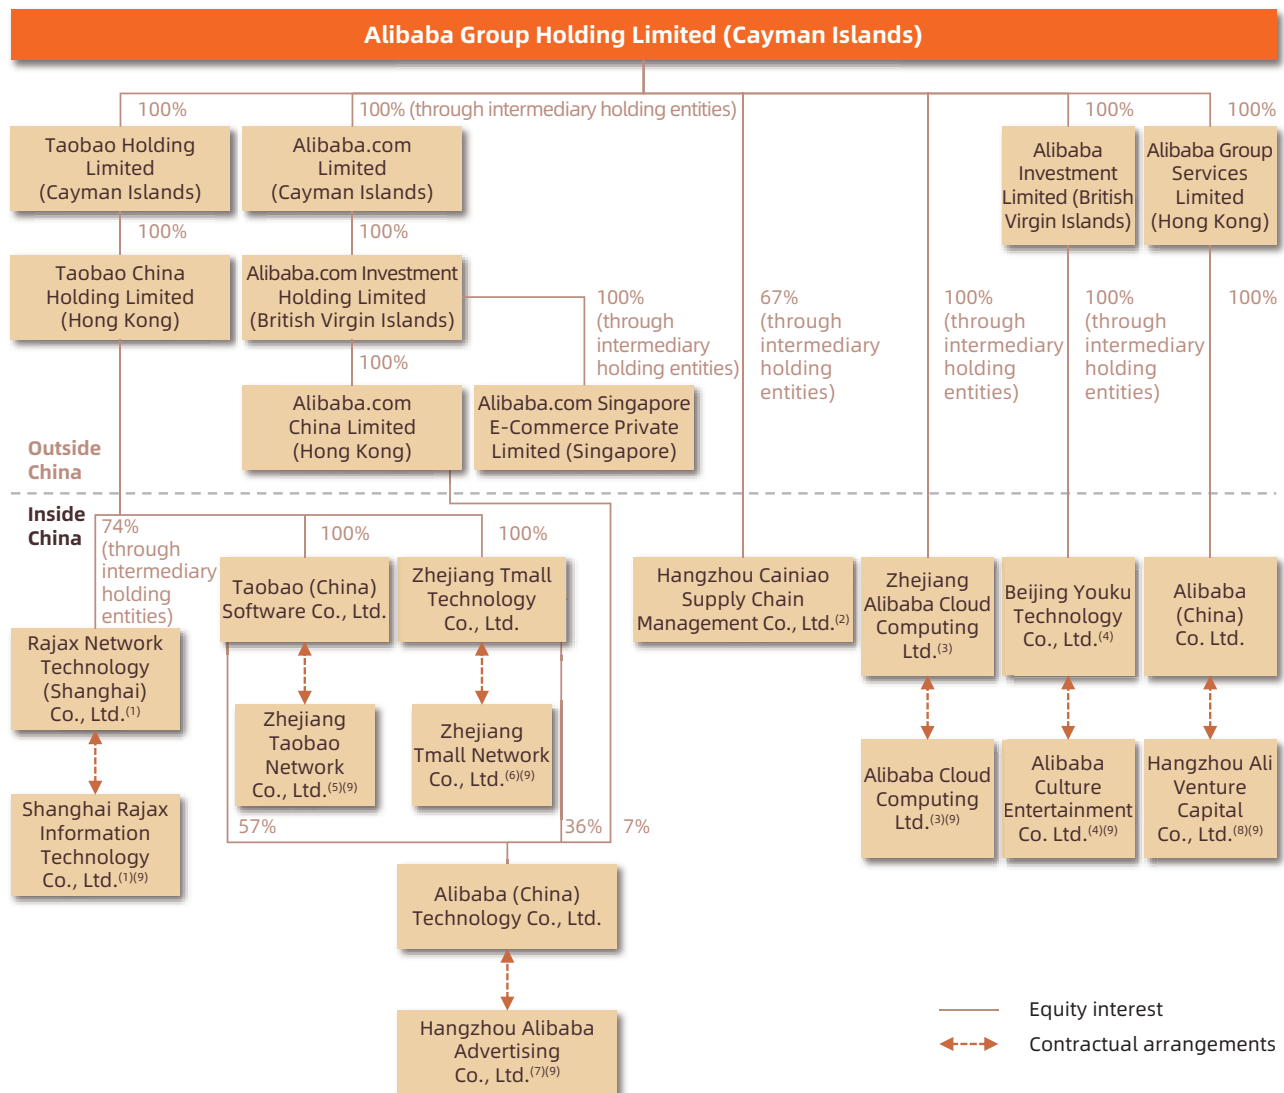 Alibaba Group Holding Limited (Cayman Islands)
100%
100% (through intermediary holding entities)
100%
100%
Taobao Holding
Limited
(Cayman Islands)
Alibaba.com
Limited
(Cayman Islands)
Alibaba
Investment
Limited (British
Virgin Islands)
Alibaba Group
Services
Limited
(Hong Kong)
100%
100%
Taobao China
Holding Limited
(Hong Kong)
Alibaba.com Investment
Holding Limited
(British Virgin Islands)
100%
(through
intermediary
holding entities)
67%
(through
intermediary
holding
entities)
100%
(through
intermediary
holding
entities)
100%
(through
intermediary
holding
entities)
100%
100%
Alibaba.com
China Limited
(Hong Kong)
Alibaba.com Singapore
E-Commerce Private
Limited (Singapore)
Outside
China
Inside
China
74%
(through
intermediary
holding
entities)
100%
100%
Taobao (China)
Software Co., Ltd.
Zhejiang Tmall
Technology
Co., Ltd.
Hangzhou Cainiao
Supply Chain
Management Co., Ltd.(2)
Zhejiang
Alibaba Cloud
Computing
Ltd.(3)
Beijing Youku
Technology
Co., Ltd.(4)
Alibaba
(China)
Co. Ltd.
Rajax Network
Technology
(Shanghai)
Co., Ltd.(1)
Zhejiang
Taobao
Network
Co., Ltd.(5)(9)
Zhejiang
Tmall Network
Co., Ltd.(6)(9)
Alibaba Cloud
Computing
Ltd.(3)(9)
Alibaba
Culture
Entertainment
Co. Ltd.(4)(9)
Hangzhou Ali
Venture
Capital
Co., Ltd.(8)(9)
Shanghai Rajax
Information
Technology
Co., Ltd.(1)(9)
57%
36%
7%
Alibaba (China)
Technology Co., Ltd.
Hangzhou Alibaba
Advertising
Co., Ltd.(7)(9)
Equity interest
Contractual arrangements